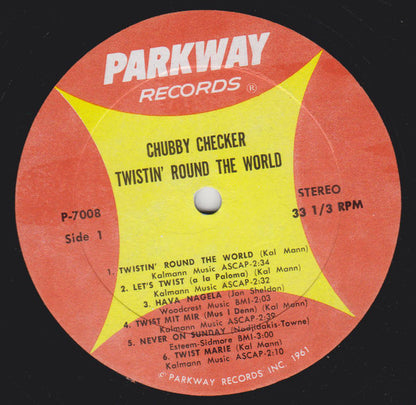 PARKWAY
RECORDS ®
CHUBBY CHECKER
TWISTIN' ROUND THE WORLD
P-7008
Side 1
STEREO
33 1/3 RPM
1. TWISTIN' ROUND THE WORLD (Kal Mann)
Kalmann Music ASCAP-2:34
2. LET'S TWIST (a la Paloma) (Kal Mann)
Kalmann Music ASCAP-2:32
3. HAVA NAGELA (Jon Sheldon)
Woodcrest Music BMI-2:03
4. TWIST MIT MIR (Mus i Denn) (Kal Mann)
Kalmann Music ASCAP-2:39
5. NEVER ON SUNDAY (Hadjidakis-Towne)
Esteem-Sidmore BMI-3:00
6. TWIST MARIE (Kal Mann)
Kalmann Music ASCAP-2:10
© PARKWAY RECORDS INC. 1961